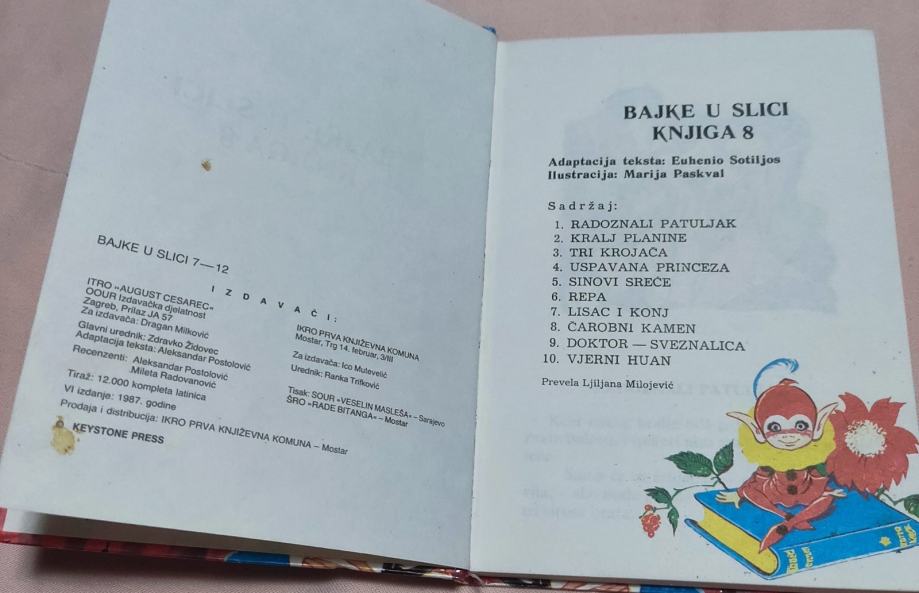 BAJKE U SLICI 7—12
IZDAVAČI:
ITRO »AUGUST CESAREC«
OOUR Izdavačka djelatnost
Zagreb, Prilaz JA 57
Za izdavača: Dragan Milković
Glavni urednik: Zdravko Židovec
Adaptacija teksta: Aleksandar Postolović
Recenzenti: Aleksandar Postolović
Mileta Radovanović
Tiraž: 12.000 kompleta latinica
VI izdanje: 1987. godine
Prodaja i distribucija: IKRO PRVA KNJIŽEVNA KOMUNA – Mostar
KEYSTONE PRESS
IKRO PRVA KNJIŽEVNA KOMUNA
Mostar, Trg 14. februar, 3/III
Za izdavača: Ico Mutevelić
Urednik: Ranka Trifković
Tisak: SOUR »VESELIN MASLEŠA« – Sarajevo
ŠRO »RADE BITANGA« – Mostar
BAJKE U SLICI
KNJIGA 8
Adaptacija teksta: Euhenio Sotiljos
Ilustracija: Marija Paskval
Sadržaj:
1. RADOZNALI PATULJAK
2. KRALJ PLANINE
3. TRI KROJAČA
4. USPAVANA PRINCEZA
5. SINOVI SREĆE
6. REPA
7. LISAC I KONJ
8. ČAROBNI KAMEN
9. DOKTOR — SVEZNALICA
10. VJERNI HUAN
Prevela Ljiljana Milojević